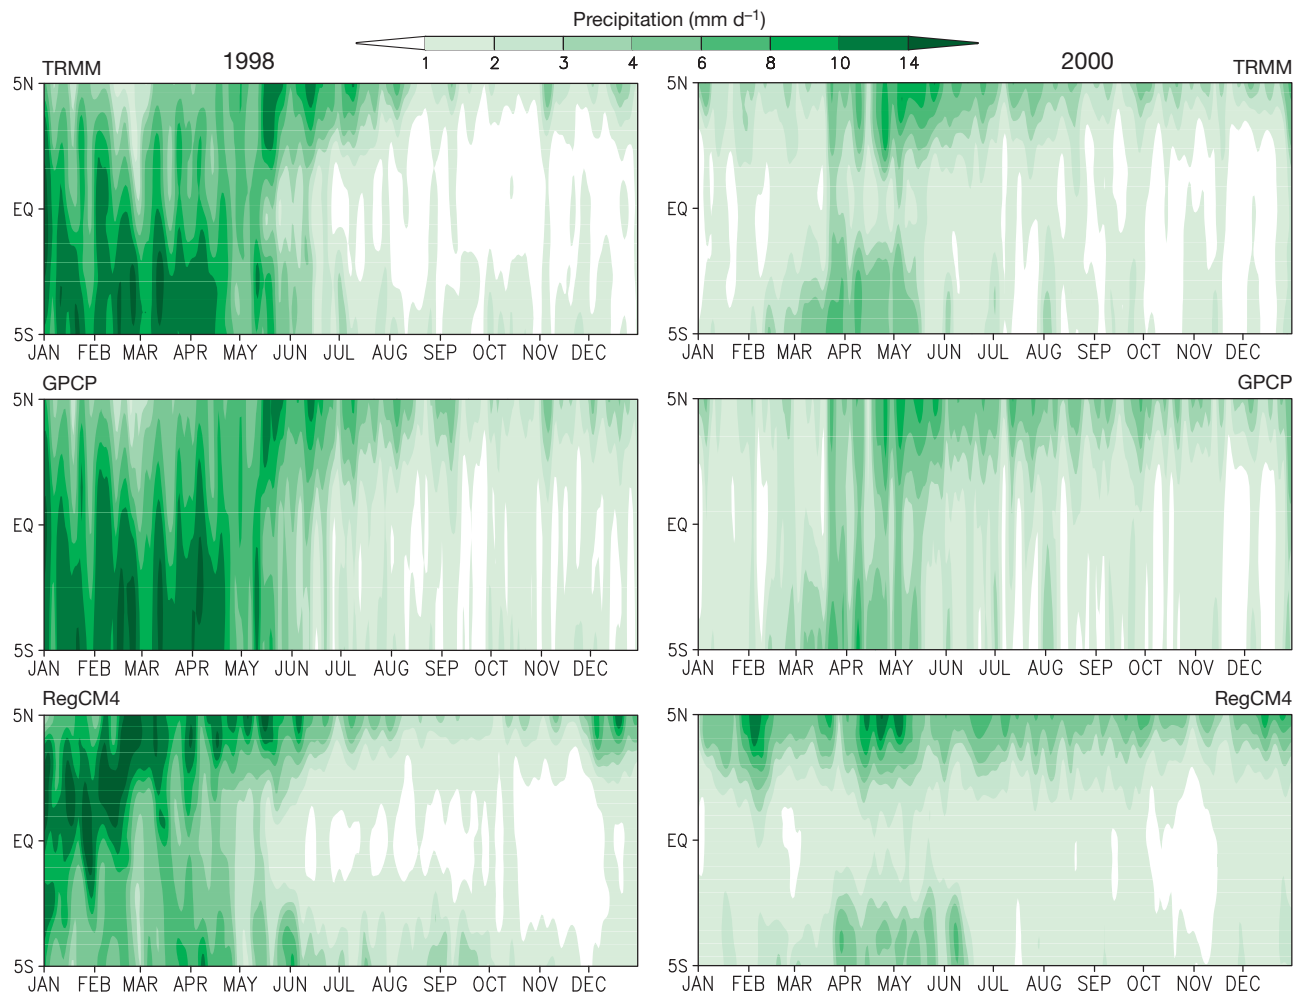 Precipitation (mm d–1)
1 2 3 4 6 8 10 14
1998 2000
TRMM TRMM
5N 5N
EQ EQ
5S 5S
JAN FEB MAR APR MAY JUN JUL AUG SEP OCT NOV DEC JAN FEB MAR APR MAY JUN JUL AUG SEP OCT NOV DEC
GPCP GPCP
5N 5N
EQ EQ
5S 5S
JAN FEB MAR APR MAY JUN JUL AUG SEP OCT NOV DEC JAN FEB MAR APR MAY JUN JUL AUG SEP OCT NOV DEC
RegCM4 RegCM4
5N 5N
EQ EQ
5S 5S
JAN FEB MAR APR MAY JUN JUL AUG SEP OCT NOV DEC JAN FEB MAR APR MAY JUN JUL AUG SEP OCT NOV DEC